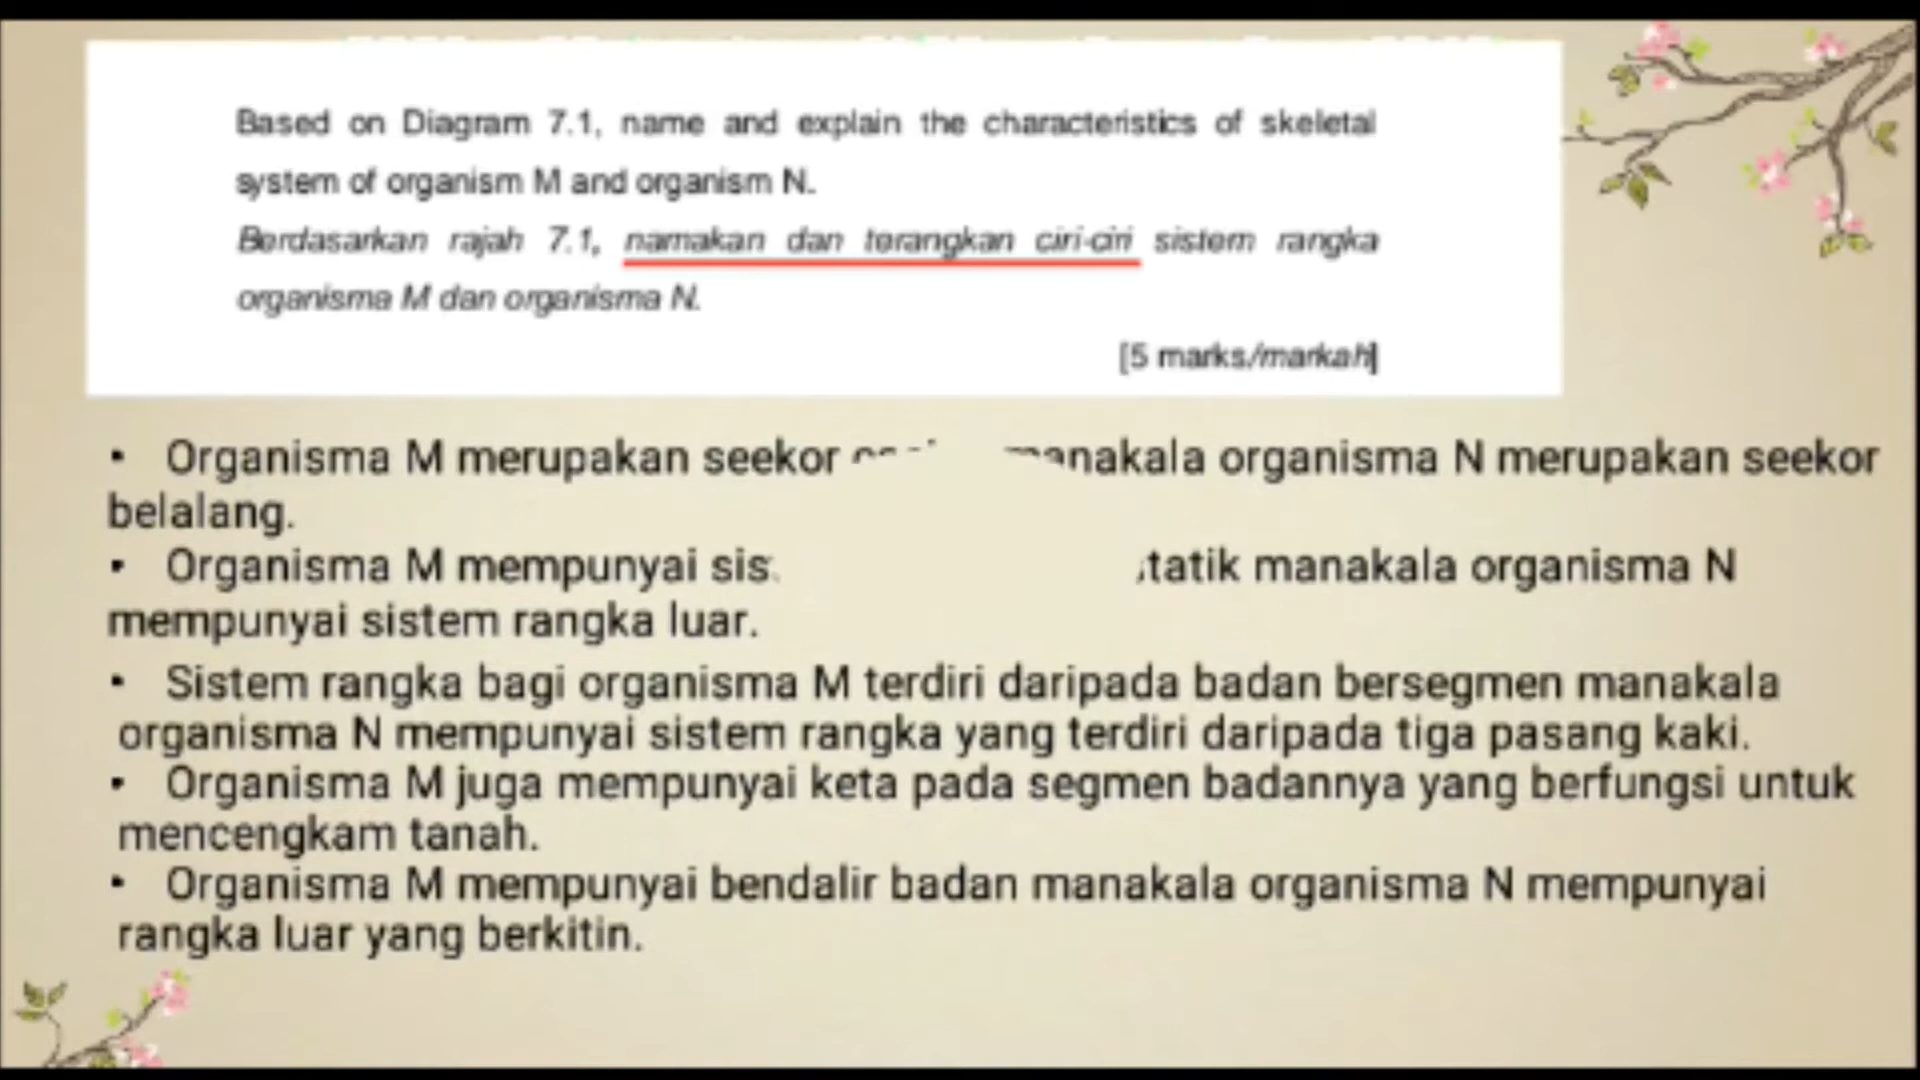 Based on Diagram 7.1, name and explain the characteristics of skeletal
system of organism M and organism N.
Berdasarkan rajah 7.1, namakan dan terangkan ciri-ciri sistem rangka
organisma M dan organisma N.
[5 marks/markah]
• Organisma M merupakan seekor manakala organisma N merupakan seekor
belalang.
• Organisma M mempunyai manakala organisma N
mempunyai sistem rangka luar.
• Sistem rangka bagi organisma M terdiri daripada badan bersegmen manakala
organisma N mempunyai sistem rangka yang terdiri daripada tiga pasang kaki.
• Organisma M juga mempunyai keta pada segmen badannya yang berfungsi untuk
mencengkam tanah.
• Organisma M mempunyai bendalir badan manakala organisma N mempunyai
rangka luar yang berkitin.